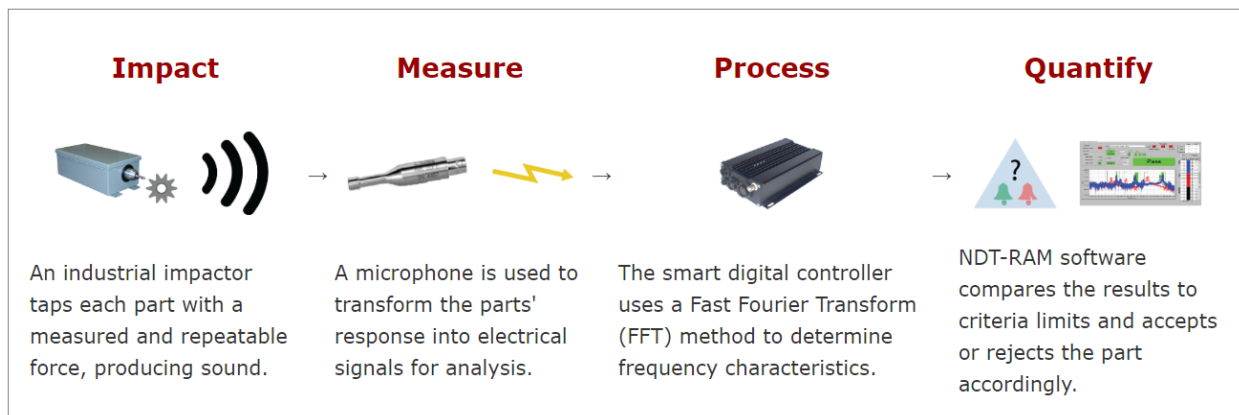 Impact
An industrial impactor
taps each part with a
measured and repeatable
force, producing sound.
→
Measure
A microphone is used to
transform the parts'
response into electrical
signals for analysis.
→
Process
The smart digital controller
uses a Fast Fourier Transform
(FFT) method to determine
frequency characteristics.
→
Quantify
?
Pass
NDT-RAM software
compares the results to
criteria limits and accepts
or rejects the part
accordingly.